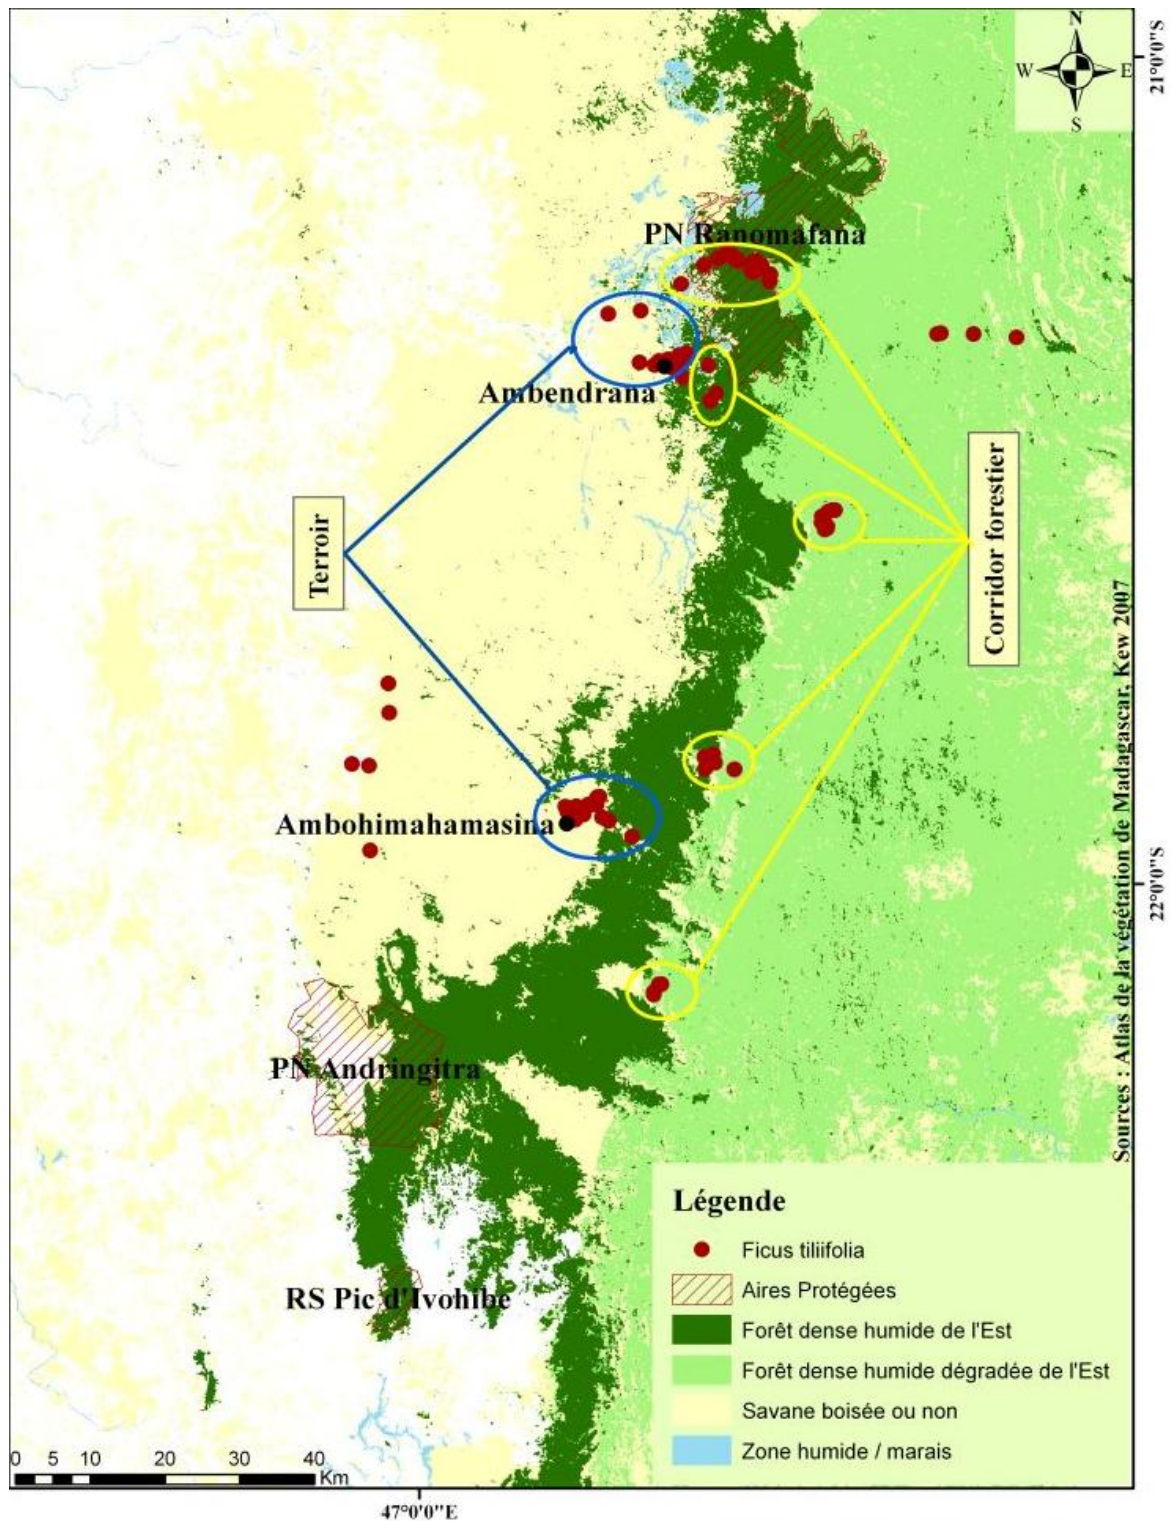 N
W
E
S
21°0'0"S
PN Ranomafana
Ambendrana
Terroir
Corridor forestier
Ambohimahamasina
22°0'0"S
PN Andringitra
RS Pic d'Ivohibe
Sources : Atlas de la végétation de Madagascar, Kew 2007
Légende
Ficus tiliifolia
Aires Protégées
Forêt dense humide de l'Est
Forêt dense humide dégradée de l'Est
Savane boisée ou non
Zone humide / marais
0 5 10 20 30 40
Km
47°0'0"E